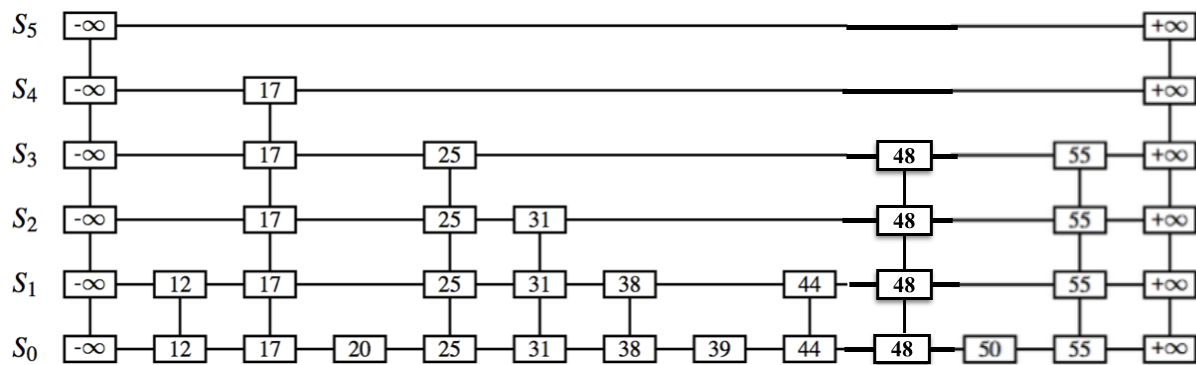 S5 -∞ +∞
S4 -∞ 17 +∞
S3 -∞ 17 25 48 55 +∞
S2 -∞ 17 25 31 48 55 +∞
S1 -∞ 12 17 25 31 38 44 48 55 +∞
S0 -∞ 12 17 20 25 31 38 39 44 48 50 55 +∞